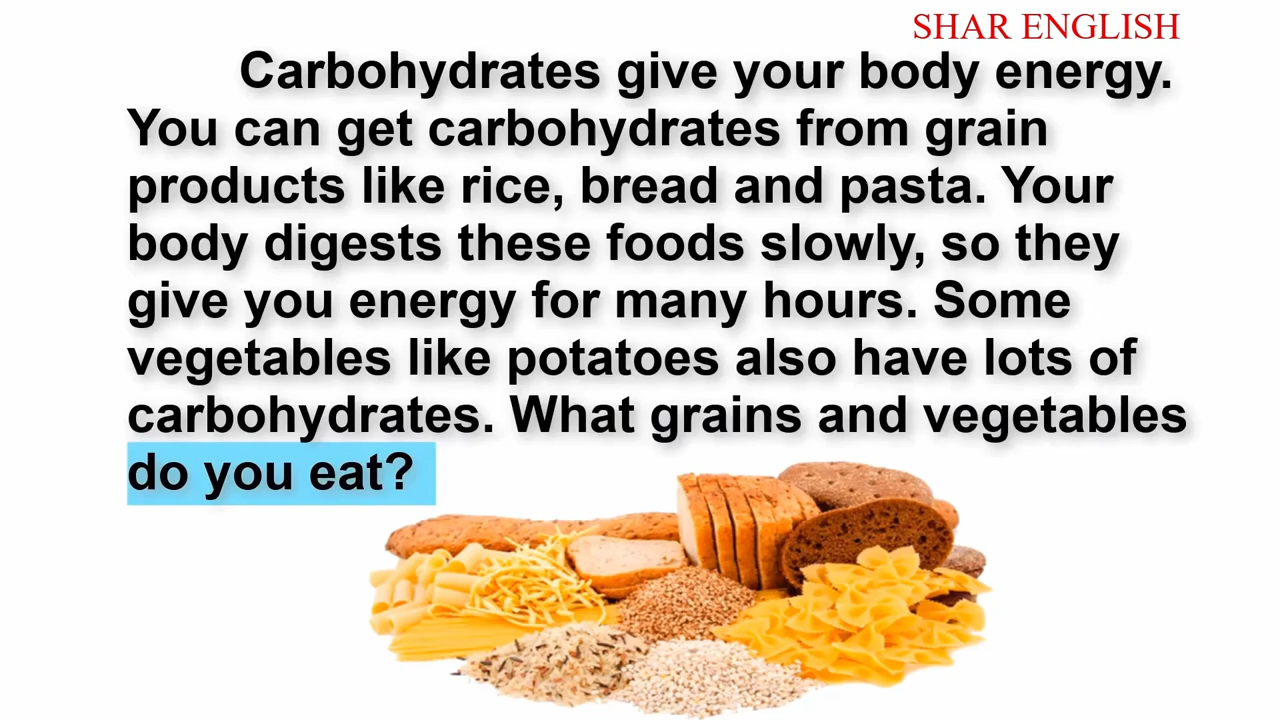 SHAR ENGLISH
Carbohydrates give your body energy.
You can get carbohydrates from grain
products like rice, bread and pasta. Your
body digests these foods slowly, so they
give you energy for many hours. Some
vegetables like potatoes also have lots of
carbohydrates. What grains and vegetables
do you eat?